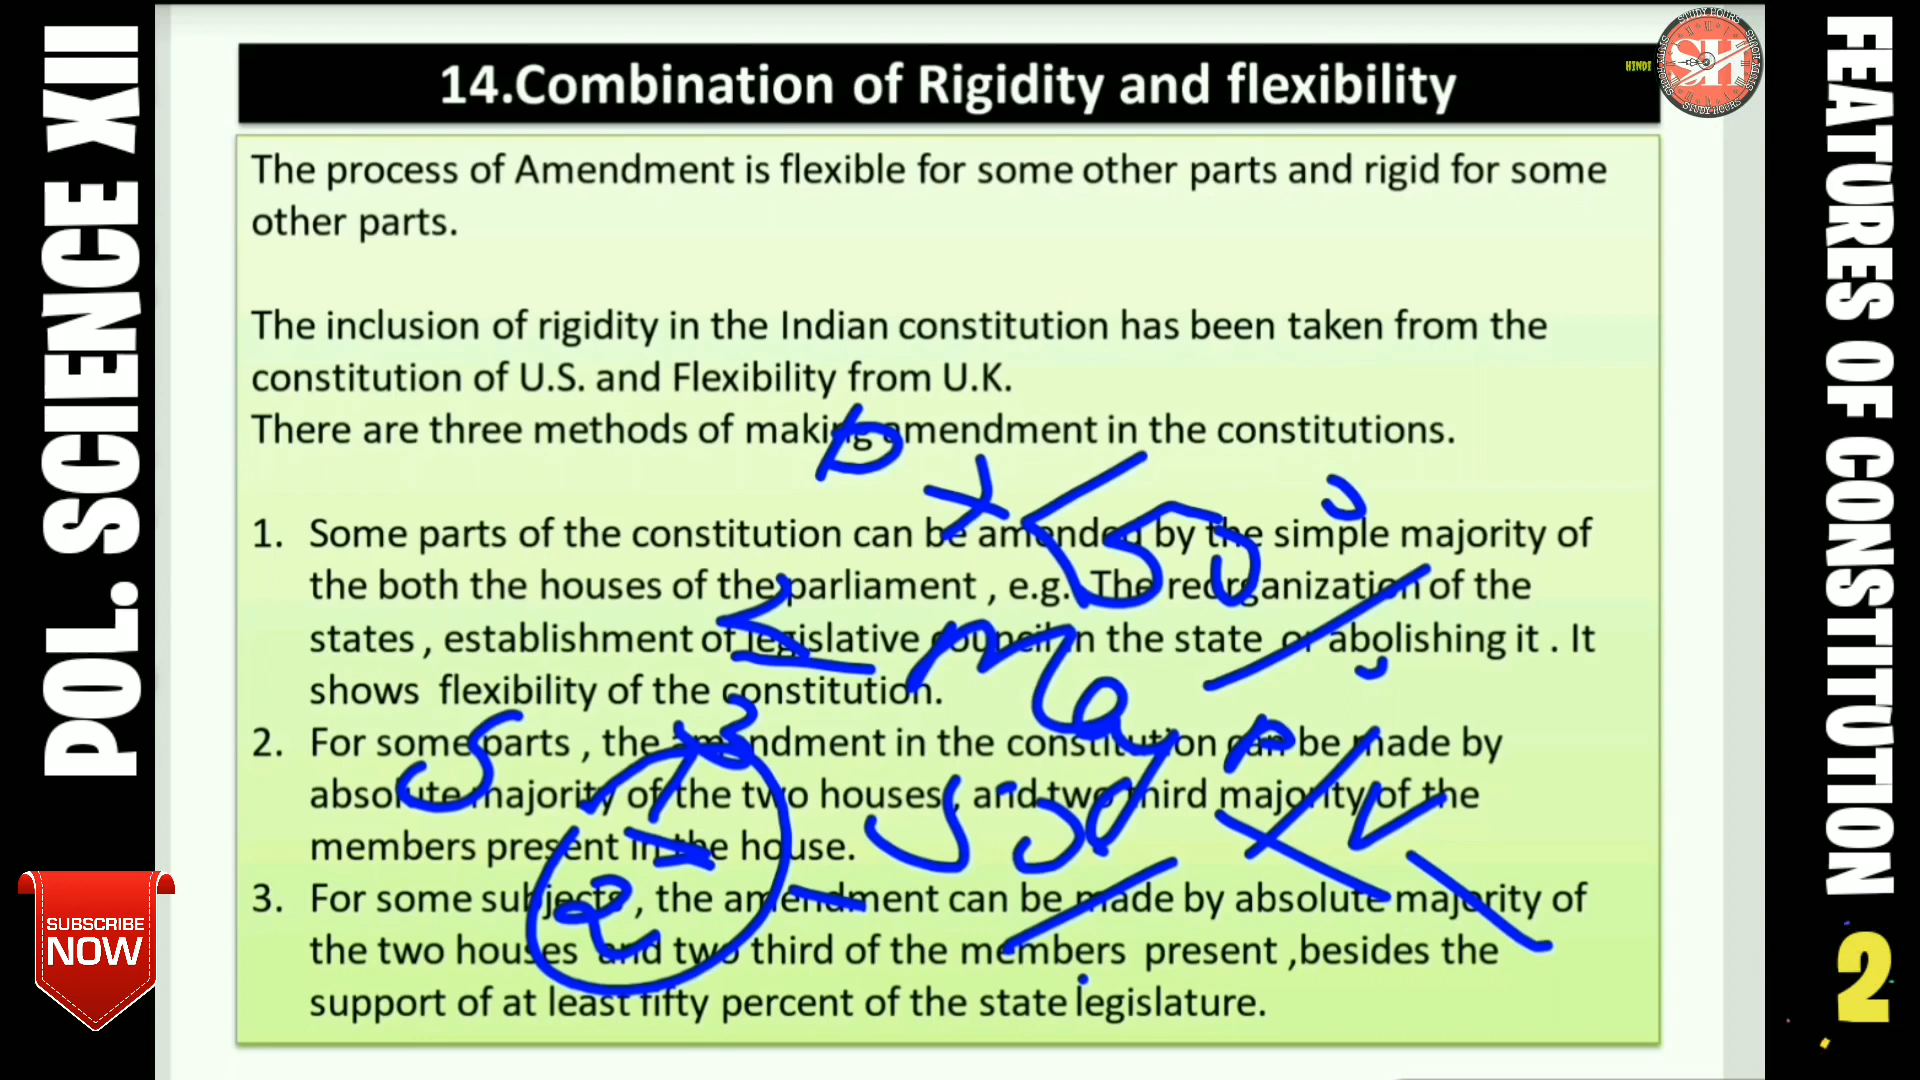 POL. SCIENCE XII
14.Combination of Rigidity and flexibility
HINDI
STUDY HOURS
SH
STUDY HOURS
The process of Amendment is flexible for some other parts and rigid for some
other parts.
The inclusion of rigidity in the Indian constitution has been taken from the
constitution of U.S. and Flexibility from U.K.
There are three methods of making amendment in the constitutions.
1. Some parts of the constitution can be amended by the simple majority of
the both the houses of the parliament , e.g. The reorganization of the
states , establishment of legislative council in the state or abolishing it . It
shows flexibility of the constitution.
2. For some parts , the amendment in the constitution can be made by
absolute majority of the two houses , and two third majority of the
members present in the house.
3. For some subjects , the amendment can be made by absolute majority of
the two houses and two third of the members present ,besides the
support of at least fifty percent of the state legislature.
SUBSCRIBE
NOW
FEATURES OF CONSTITUTION
2